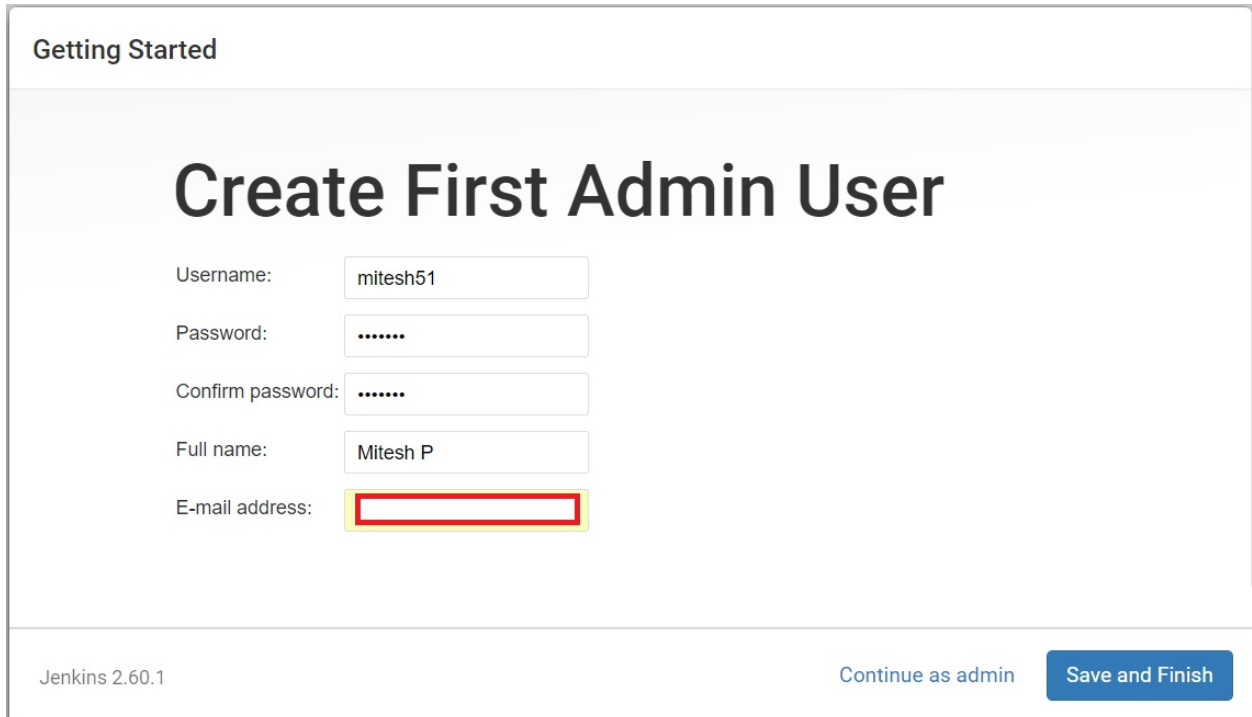 Getting Started
Create First Admin User
Username: mitesh51
Password: •••••••
Confirm password: •••••••
Full name: Mitesh P
E-mail address:
Jenkins 2.60.1 Continue as admin Save and Finish